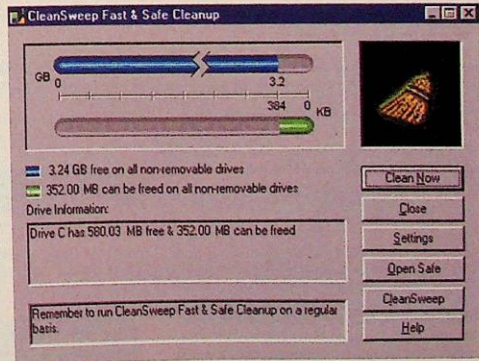 CleanSweep Fast & Safe Cleanup
GB 0 3.2
384 0 KB
3.24 GB free on all non-removable drives
352.00 MB can be freed on all non-removable drives
Drive Information:
Drive C has 580.03 MB free & 352.00 MB can be freed
Remember to run CleanSweep Fast & Safe Cleanup on a regular
basis.
Clean Now
Close
Settings
Open Safe
CleanSweep
Help